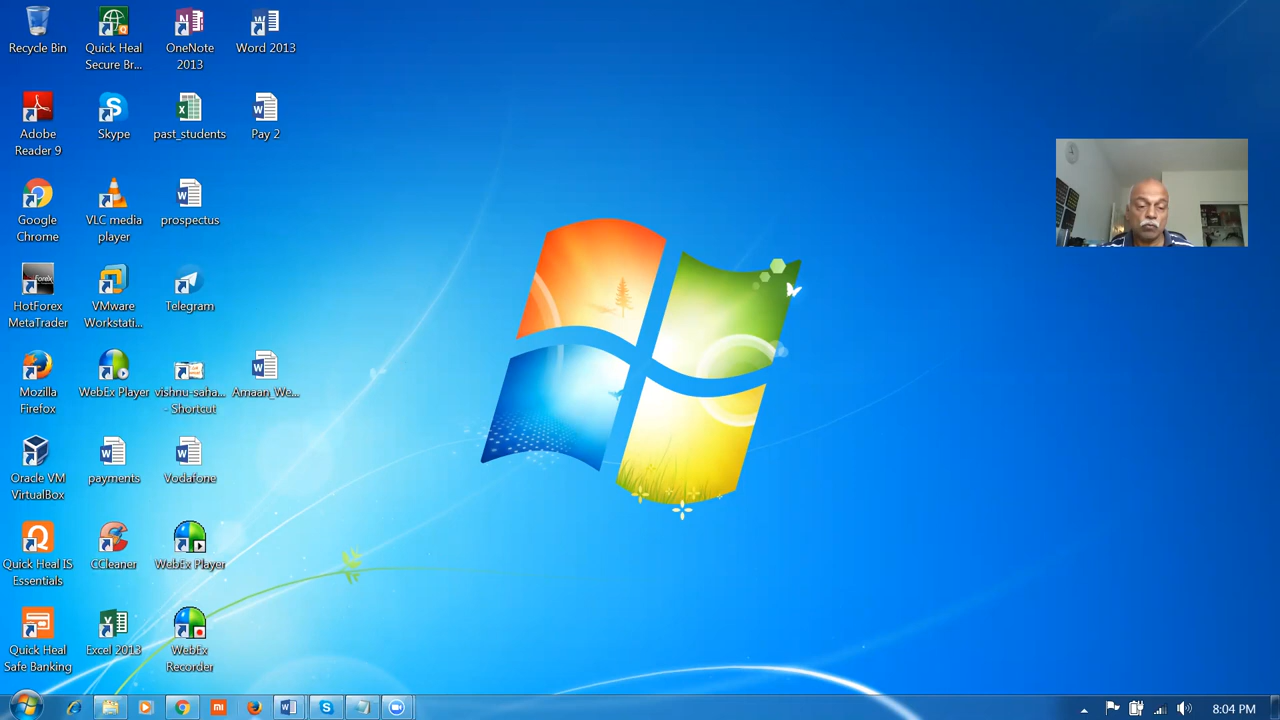 Recycle Bin
Quick Heal
Secure Br...
OneNote
2013
Word 2013
Adobe
Reader 9
Skype
past_students
Pay 2
Google
Chrome
VLC media
player
prospectus
HotForex
MetaTrader
VMware
Workstati...
Telegram
Mozilla
Firefox
WebEx Player
vishnu-saha...
- Shortcut
Amaan_We...
Oracle VM
VirtualBox
payments
Vodafone
Quick Heal IS
Essentials
CCleaner
WebEx Player
Quick Heal
Safe Banking
Excel 2013
WebEx
Recorder
8:04 PM